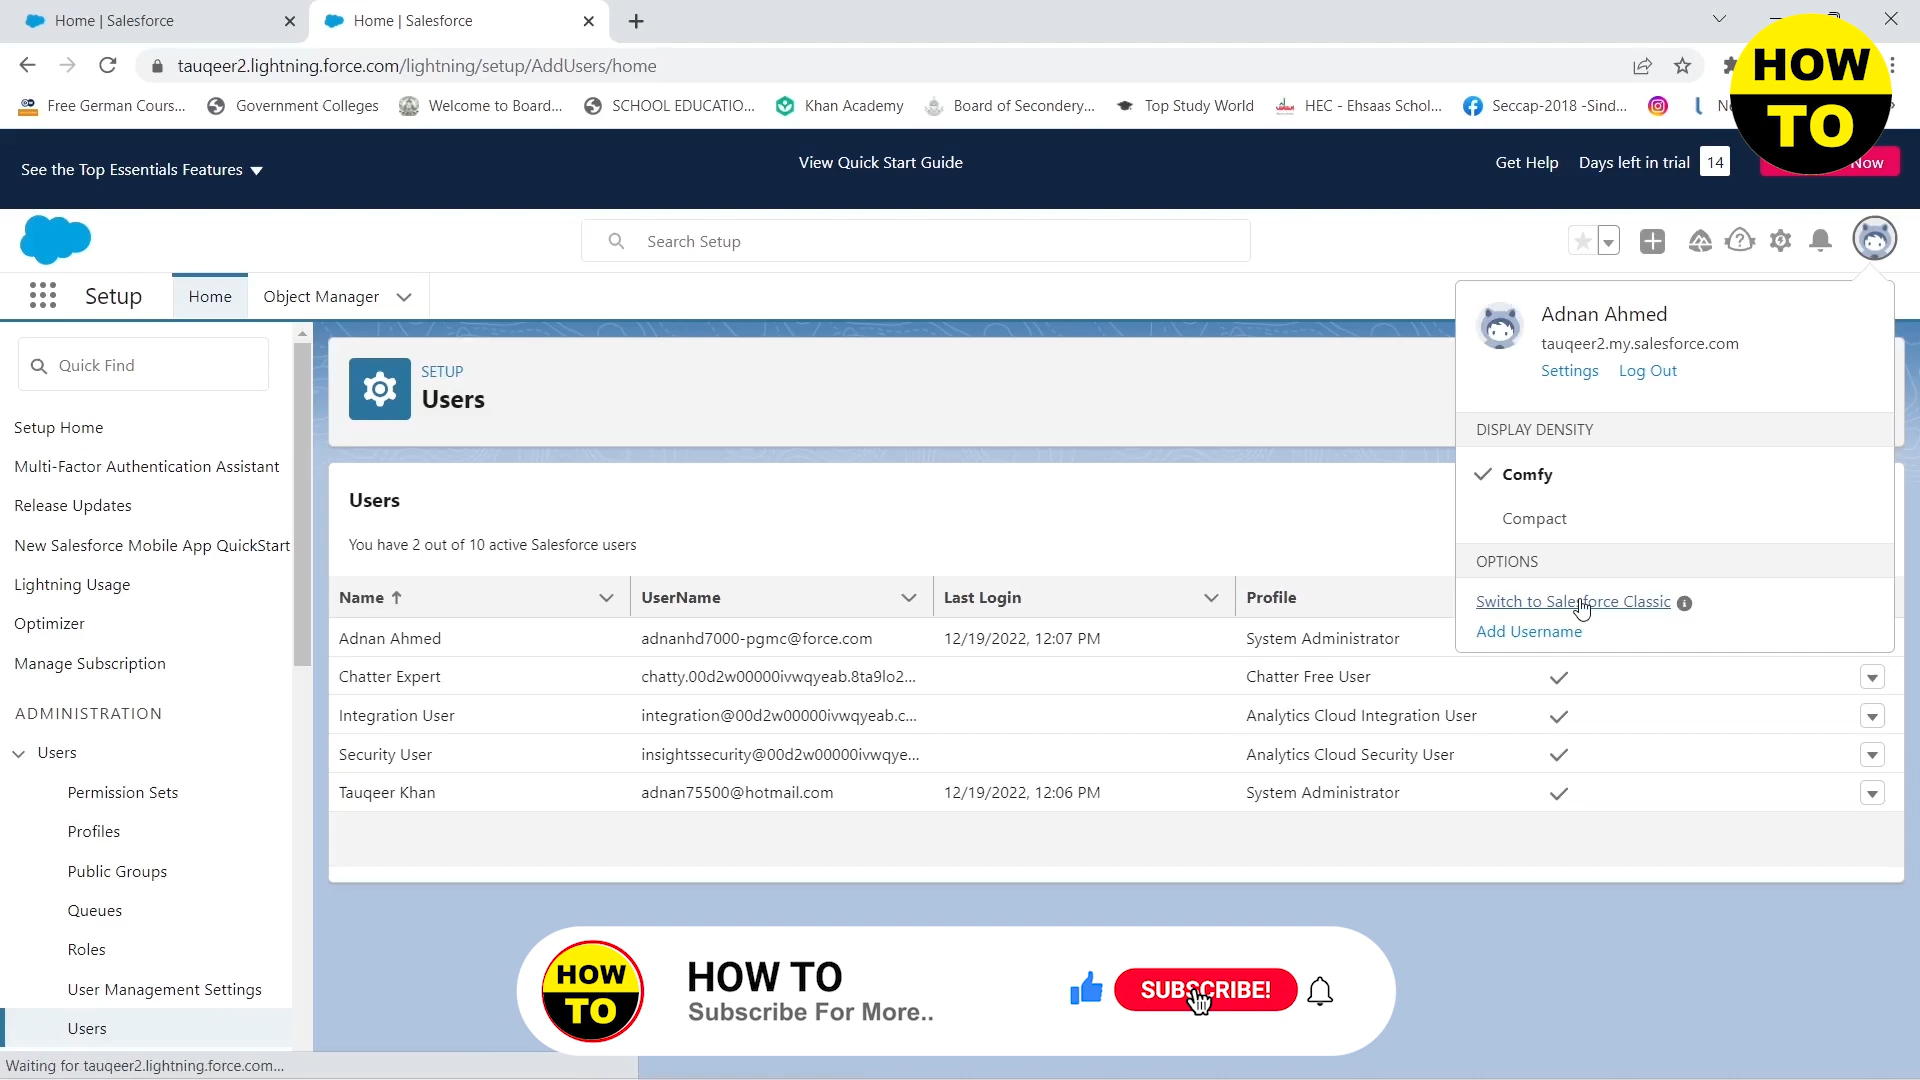 Home | Salesforce
Home | Salesforce
tauqeer2.lightning.force.com/lightning/setup/AddUsers/home
Free German Cours...
Government Colleges
Welcome to Board...
SCHOOL EDUCATIO...
Khan Academy
Board of Secondery...
Top Study World
HEC - Ehsaas Schol...
Seccap-2018 -Sind...
HOW
TO
See the Top Essentials Features
View Quick Start Guide
Get Help
Days left in trial
14
Now
Search Setup
Setup
Home
Object Manager
Adnan Ahmed
tauqeer2.my.salesforce.com
Settings
Log Out
DISPLAY DENSITY
Comfy
Compact
OPTIONS
Switch to Salesforce Classic
Add Username
Quick Find
Setup Home
Multi-Factor Authentication Assistant
Release Updates
New Salesforce Mobile App QuickStart
Lightning Usage
Optimizer
Manage Subscription
ADMINISTRATION
Users
Permission Sets
Profiles
Public Groups
Queues
Roles
User Management Settings
Users
SETUP
Users
Users
You have 2 out of 10 active Salesforce users
Name UserName Last Login Profile
Adnan Ahmed adnanhd7000-pgmc@force.com 12/19/2022, 12:07 PM System Administrator
Chatter Expert chatty.00d2w00000ivwqyeab.8ta9lo2... Chatter Free User
Integration User integration@00d2w00000ivwqyeab.c... Analytics Cloud Integration User
Security User insightssecurity@00d2w00000ivwqye... Analytics Cloud Security User
Tauqeer Khan adnan75500@hotmail.com 12/19/2022, 12:06 PM System Administrator
HOW
TO
HOW TO
Subscribe For More..
SUBSCRIBE!
Waiting for tauqeer2.lightning.force.com...